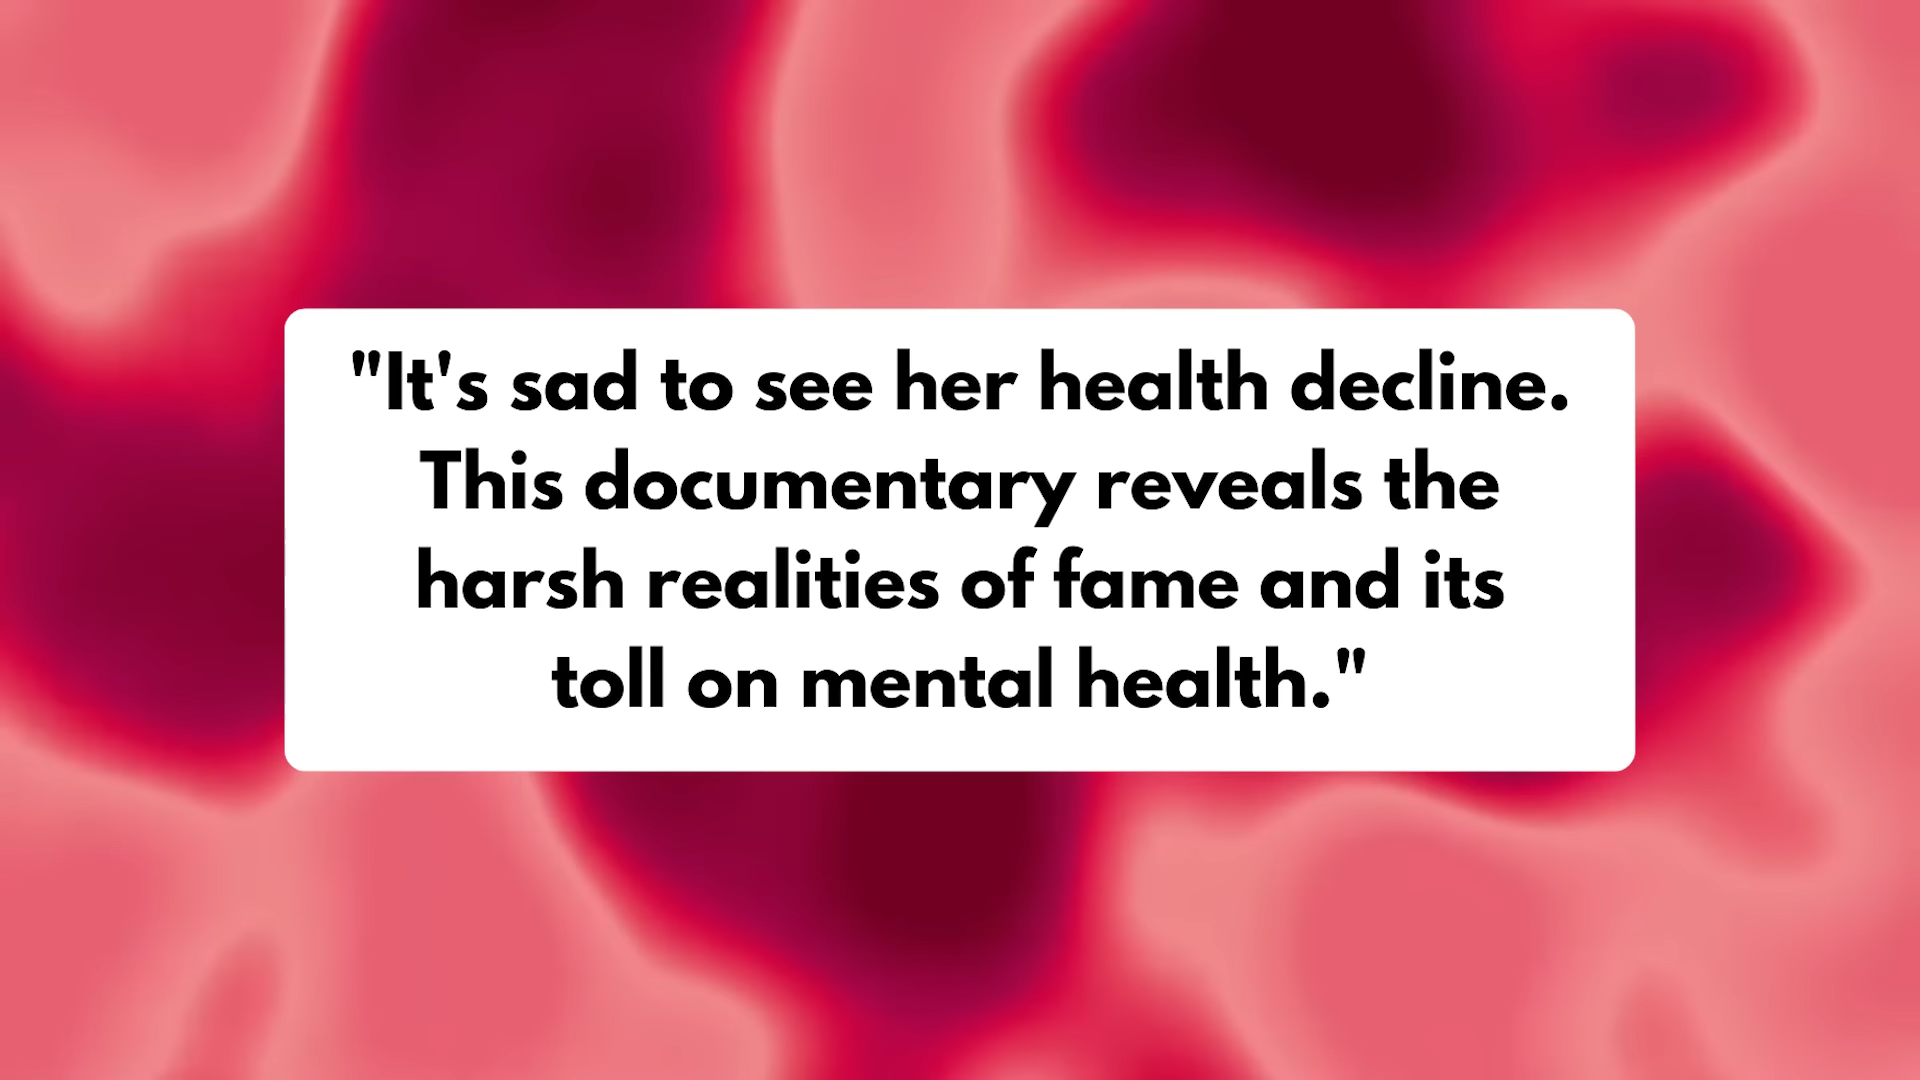 "It's sad to see her health decline.
This documentary reveals the
harsh realities of fame and its
toll on mental health."